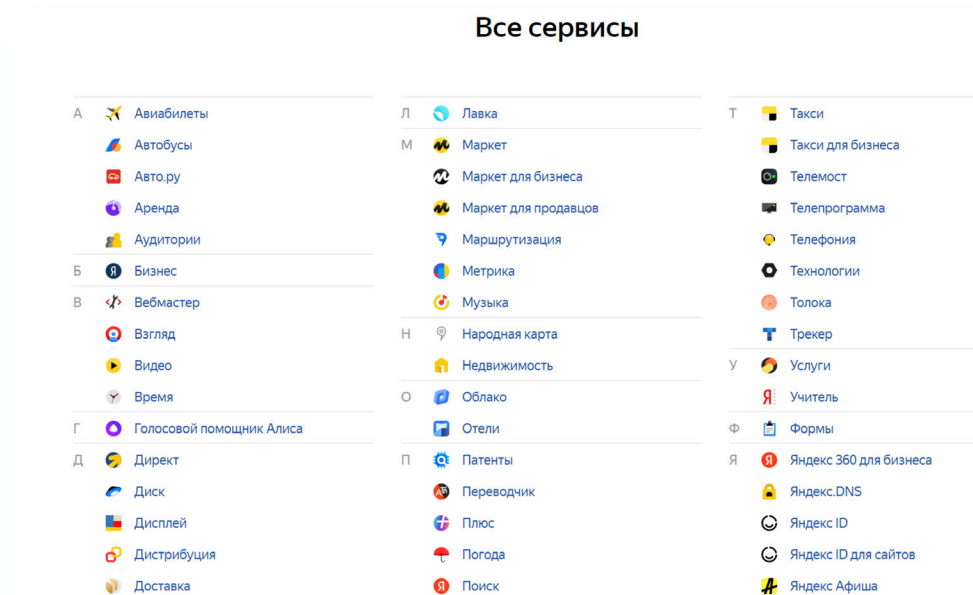 Все сервисы
А Авиабилеты
Автобусы
Авто.ру
Аренда
Аудитории
Б Бизнес
В Вебмастер
Взгляд
Видео
Время
Г Голосовой помощник Алиса
Д Директ
Диск
Дисплей
Дистрибуция
Доставка
Л Лавка
М Маркет
Маркет для бизнеса
Маркет для продавцов
Маршрутизация
Метрика
Музыка
Н Народная карта
Недвижимость
О Облако
Отели
П Патенты
Переводчик
Плюс
Погода
Поиск
Т Такси
Такси для бизнеса
Телемост
Телепрограмма
Телефония
Технологии
Толока
Трекер
У Услуги
Учитель
Ф Формы
Я Яндекс 360 для бизнеса
Яндекс.DNS
Яндекс ID
Яндекс ID для сайтов
Яндекс Афиша